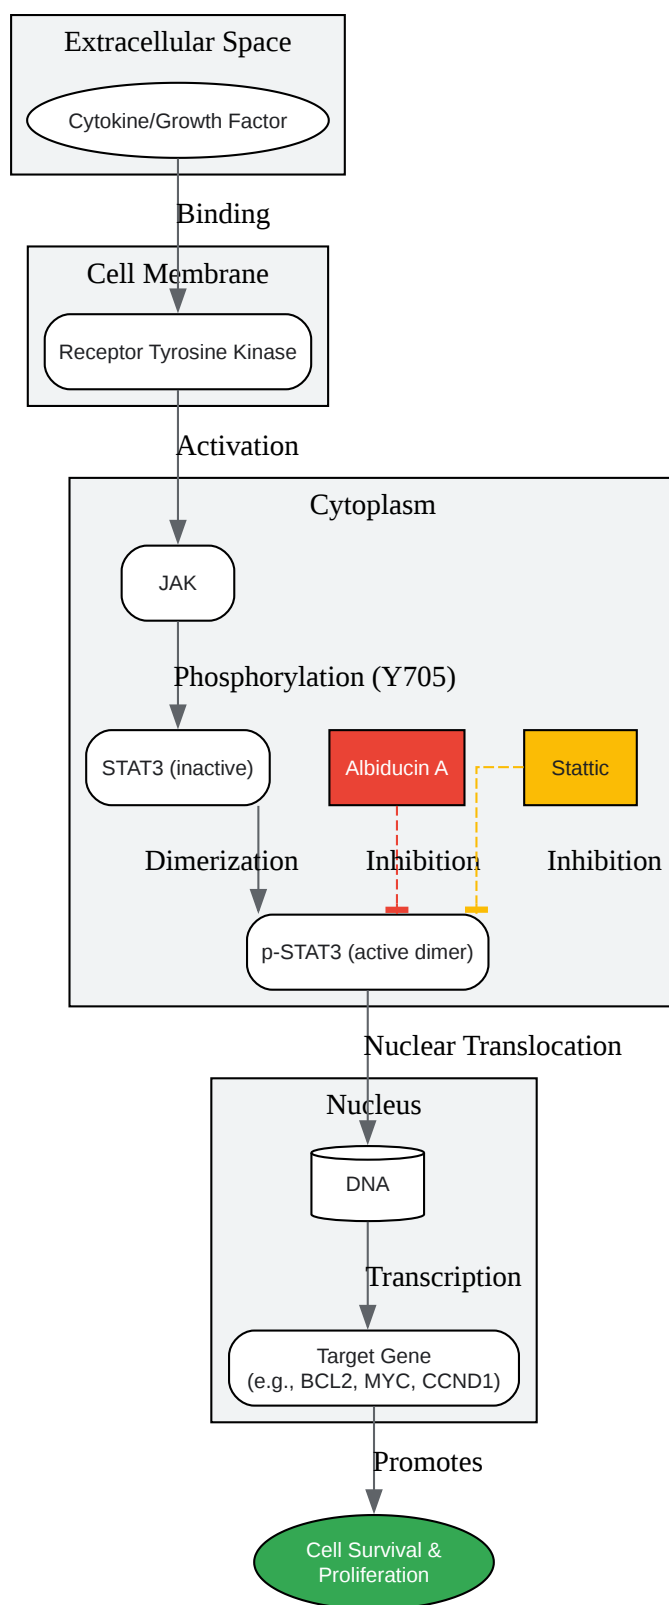 Extracellular Space
Cytokine/Growth Factor
Binding
Cell Membrane
Receptor Tyrosine Kinase
Activation
Cytoplasm
JAK
Phosphorylation (Y705)
STAT3 (inactive)
Albiducin A
Stattic
Dimerization
Inhibition
Inhibition
p-STAT3 (active dimer)
Nuclear Translocation
Nucleus
DNA
Transcription
Target Gene
(e.g., BCL2, MYC, CCND1)
Promotes
Cell Survival &
Proliferation